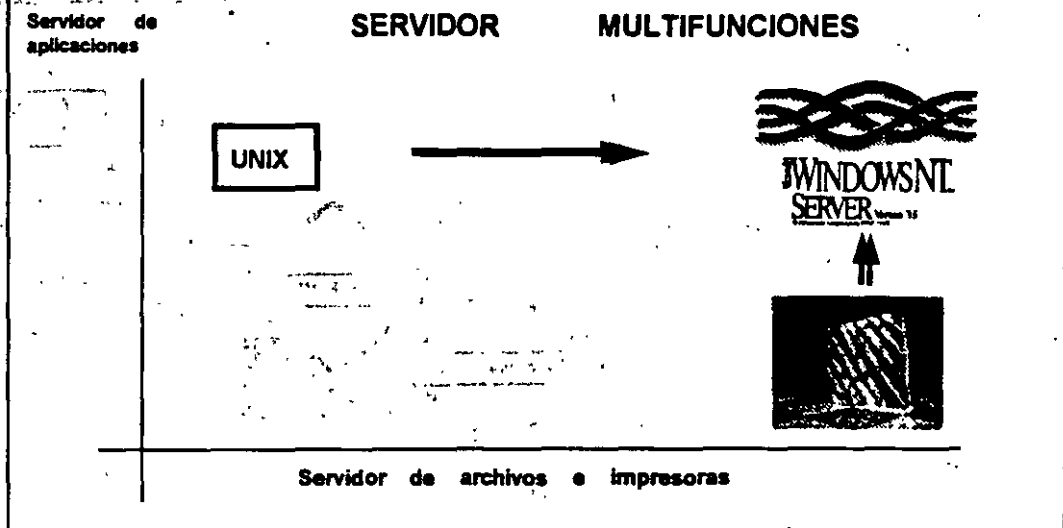 Servidor de
aplicaciones
SERVIDOR MULTIFUNCIONES
UNIX
WINDOWS NT
SERVER
Servidor de archivos e impresoras